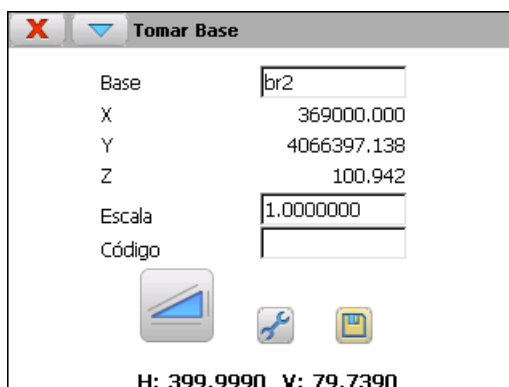 Tomar Base
Base br2
X 369000.000
Y 4066397.138
Z 100.942
Escala 1.0000000
Código
H: 399.9990 V: 79.7390